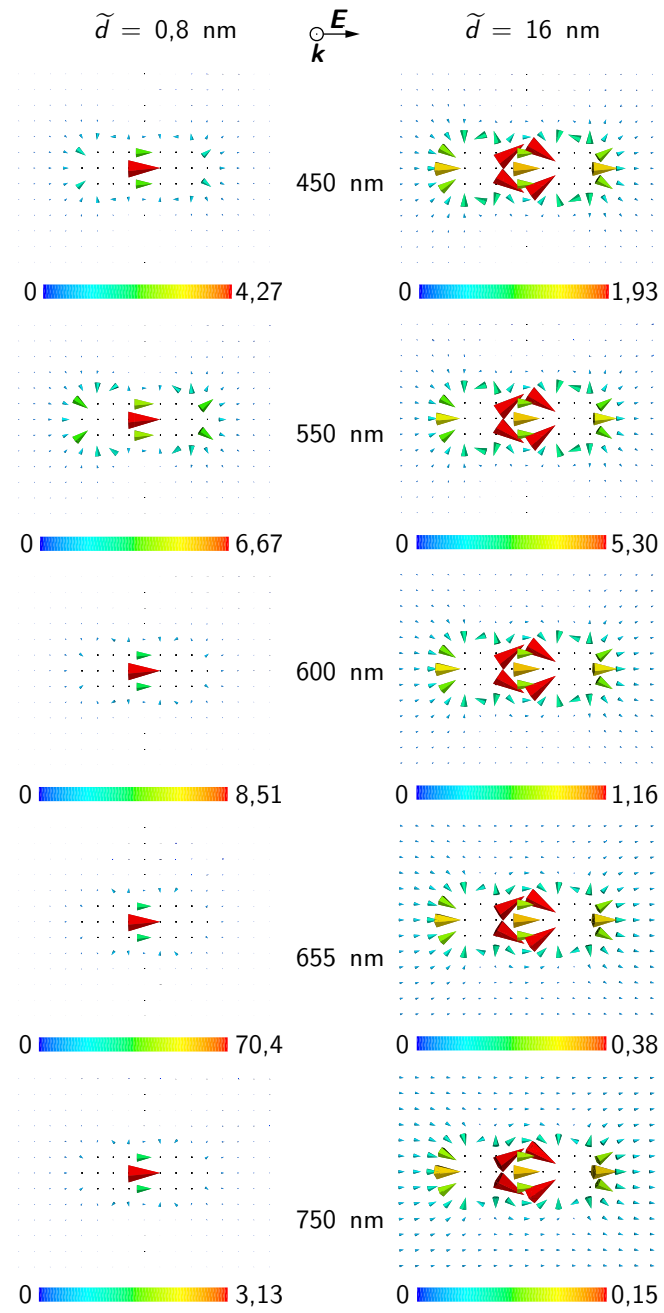 d̃ = 0,8 nm E k d̃ = 16 nm
450 nm
0 4,27 0 1,93
550 nm
0 6,67 0 5,30
600 nm
0 8,51 0 1,16
655 nm
0 70,4 0 0,38
750 nm
0 3,13 0 0,15